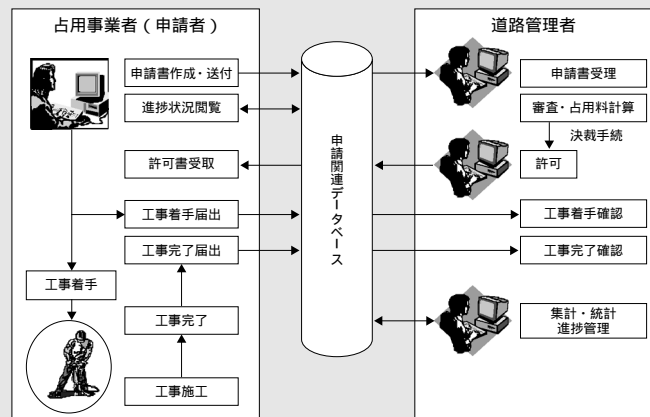 占用事業者（申請者）
申請書作成・送付
進捗状況閲覧
許可書受取
工事着手届出
工事完了届出
工事着手
工事完了
工事施工
申請関連データベース
道路管理者
申請書受理
審査・占用料計算
決裁手続
許可
工事着手確認
工事完了確認
集計・統計
進捗管理